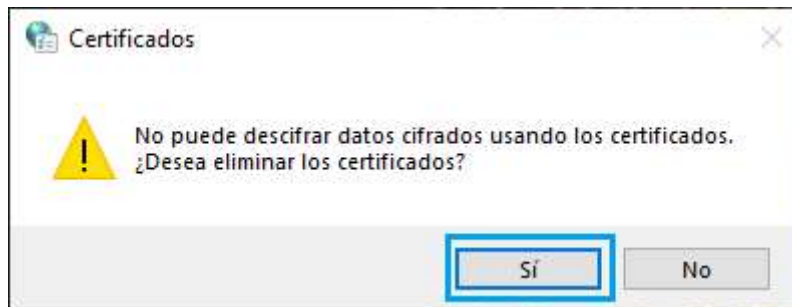 Certificados
No puede descifrar datos cifrados usando los certificados.
¿Desea eliminar los certificados?
Sí
No